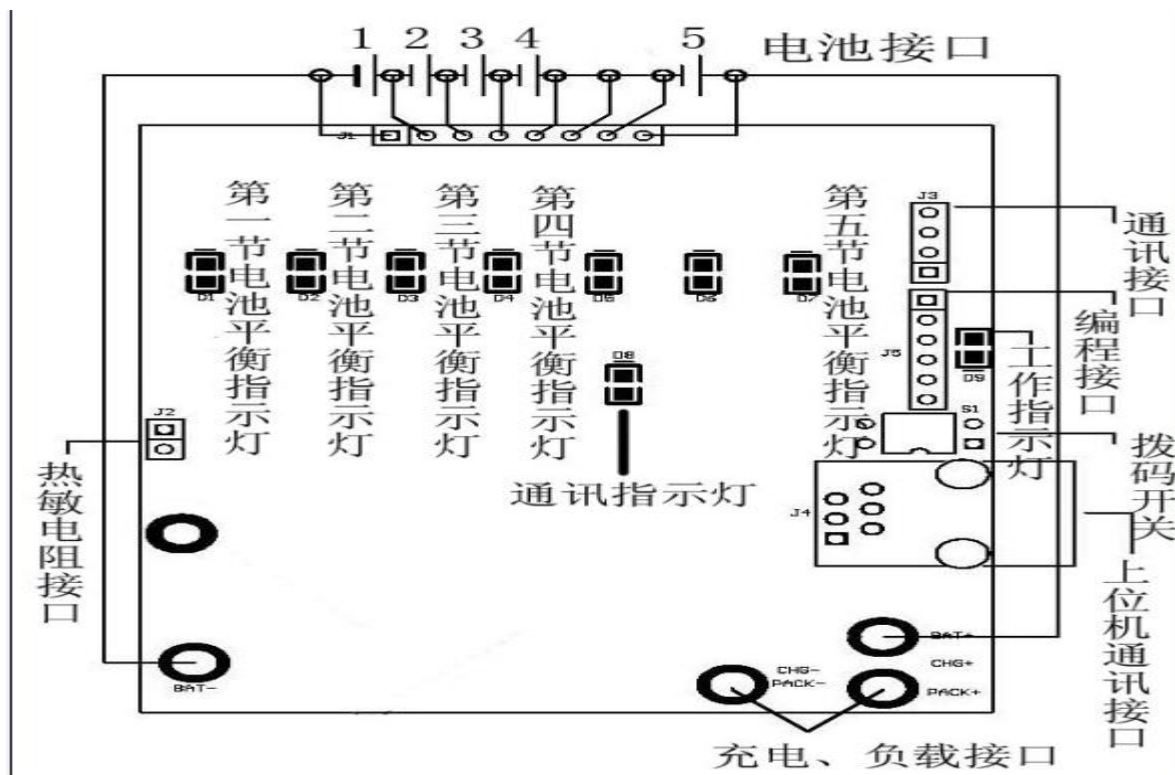 1 2 3 4 5
电池接口
J1
第一节电池平衡指示灯
第二节电池平衡指示灯
第三节电池平衡指示灯
第四节电池平衡指示灯
第五节电池平衡指示灯
J3
通讯接口
D1
D2
D3
D4
D5
D6
D7
编程接口
J5
D8
D9
工作指示灯
通讯指示灯
J2
热敏电阻接口
S1
拨码开关
J4
上位机通讯接口
BAT-
BAT+
CHG-
PACK-
CHG+
PACK+
充电、负载接口